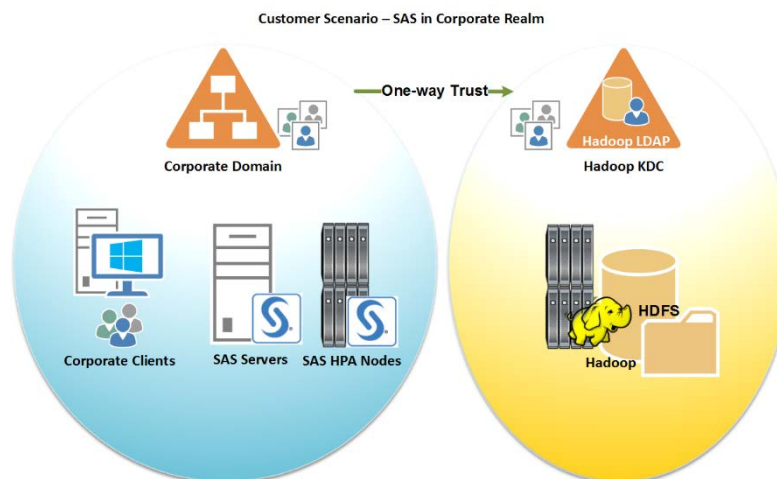 Customer Scenario – SAS in Corporate Realm
One-way Trust
Hadoop LDAP
Corporate Domain
Hadoop KDC
HDFS
Corporate Clients
SAS Servers
SAS HPA Nodes
Hadoop